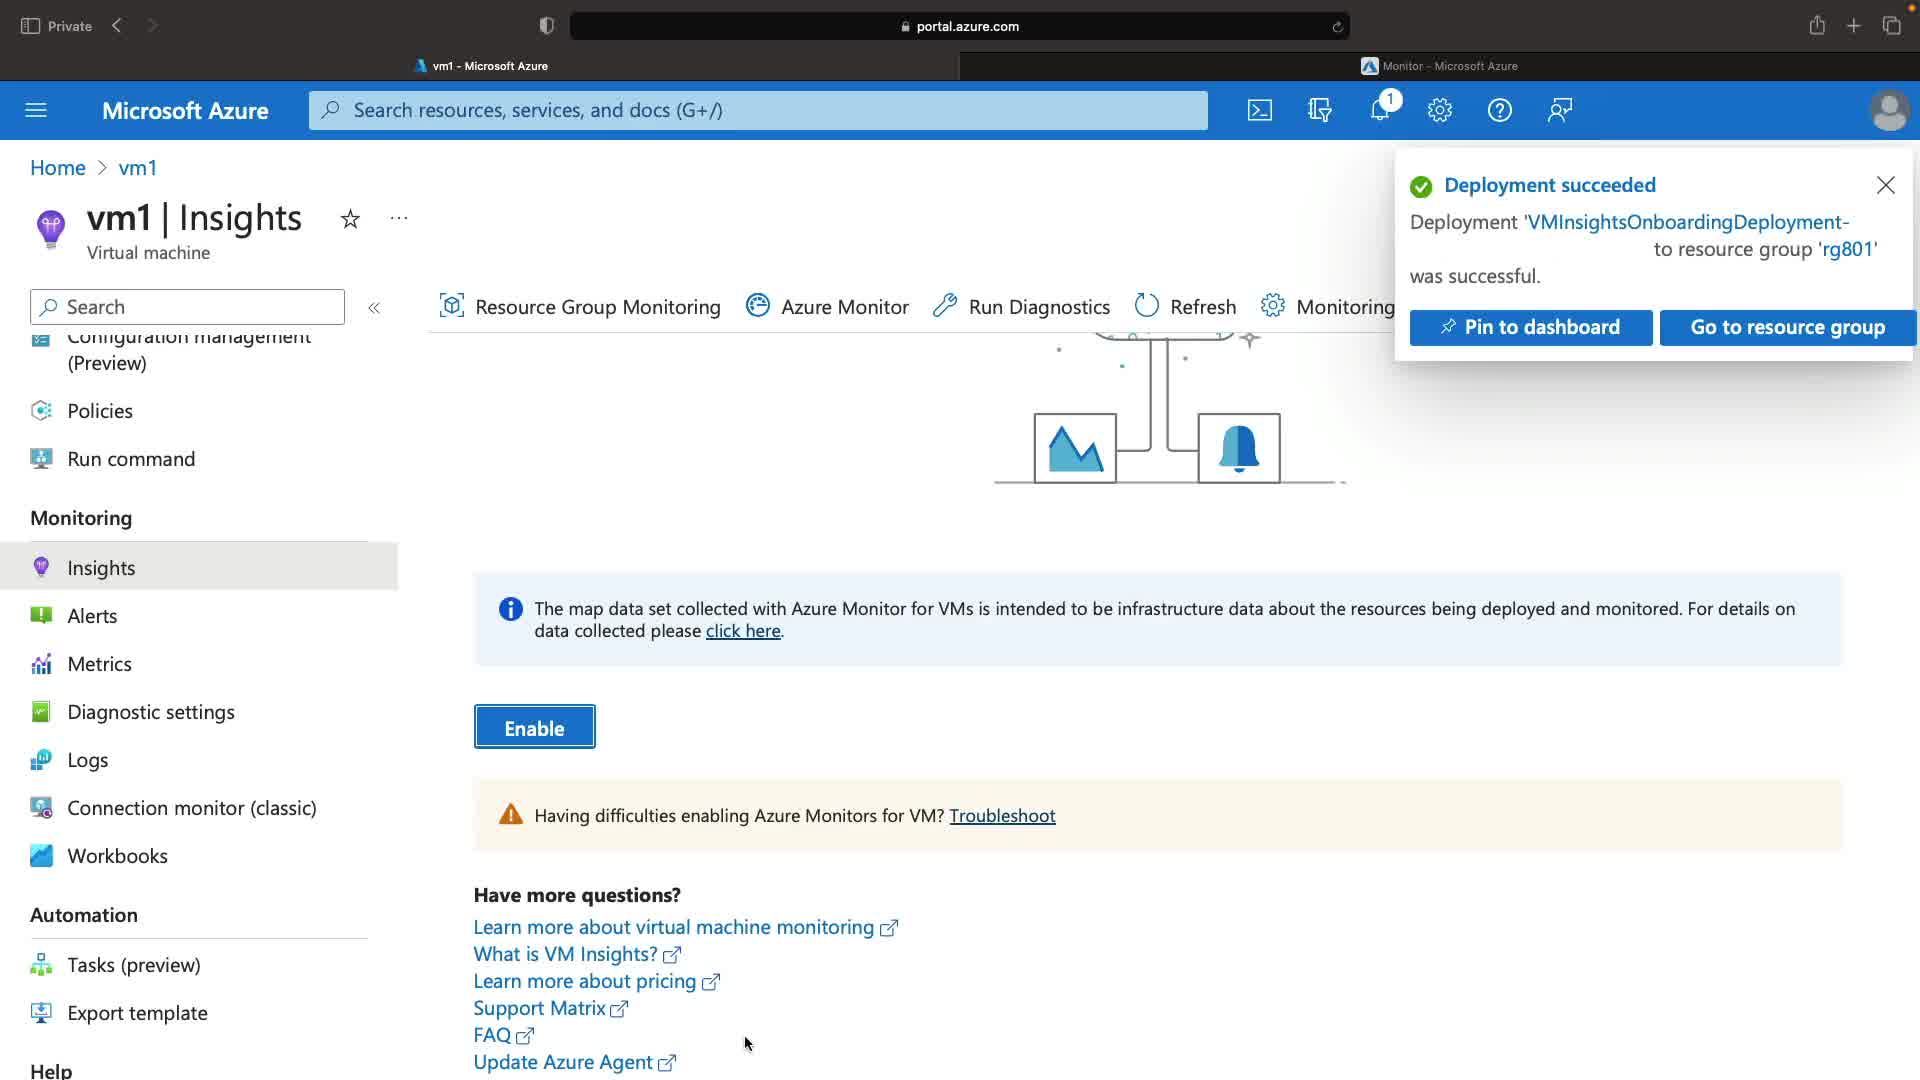 Private
portal.azure.com
vm1 - Microsoft Azure
Monitor - Microsoft Azure
Microsoft Azure
Search resources, services, and docs (G+/)
1
Home > vm1
vm1 | Insights
...
Virtual machine
Deployment succeeded
Deployment 'VMInsightsOnboardingDeployment-
to resource group 'rg801'
was successful.
Pin to dashboard
Go to resource group
Search
«
Resource Group Monitoring
Azure Monitor
Run Diagnostics
Refresh
Monitoring
Configuration management
(Preview)
Policies
Run command
Monitoring
Insights
Alerts
Metrics
Diagnostic settings
Logs
Connection monitor (classic)
Workbooks
Automation
Tasks (preview)
Export template
Help
The map data set collected with Azure Monitor for VMs is intended to be infrastructure data about the resources being deployed and monitored. For details on
data collected please click here.
Enable
Having difficulties enabling Azure Monitors for VM? Troubleshoot
Have more questions?
Learn more about virtual machine monitoring
What is VM Insights?
Learn more about pricing
Support Matrix
FAQ
Update Azure Agent